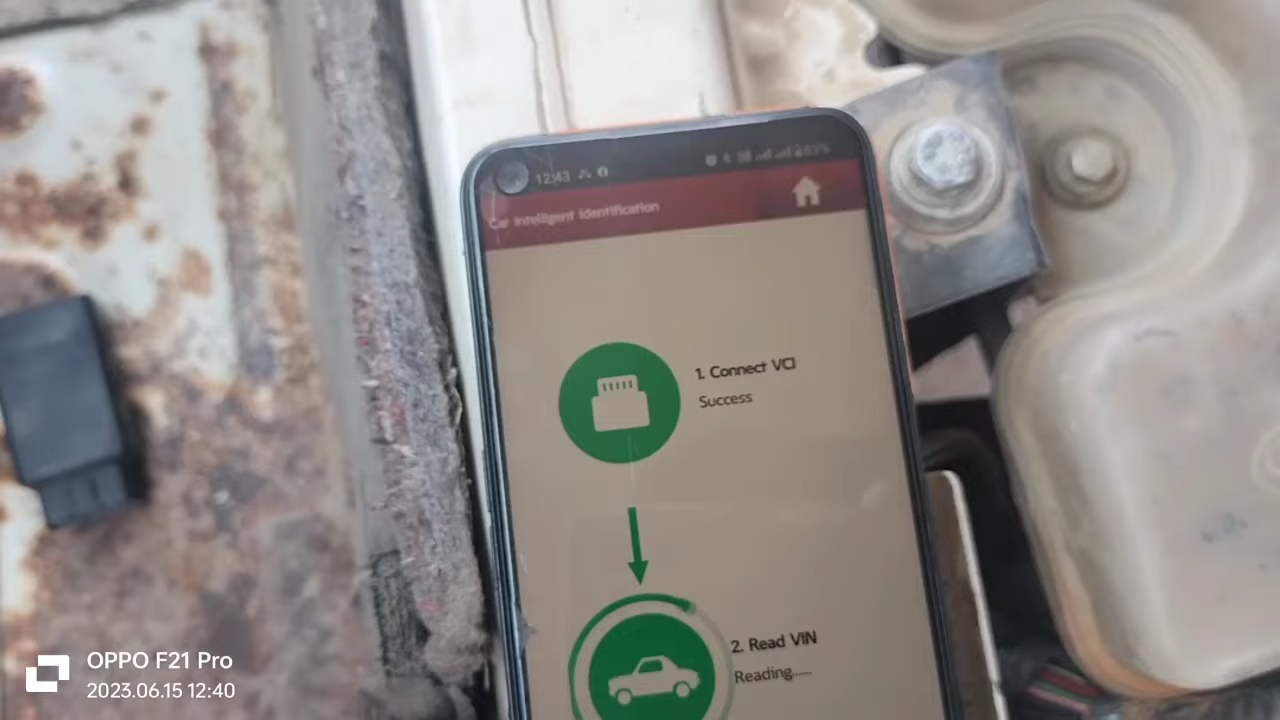 12:43
63%
Car Intelligent Identification
1. Connect VCI
Success
2. Read VIN
Reading......
OPPO F21 Pro
2023.06.15 12:40